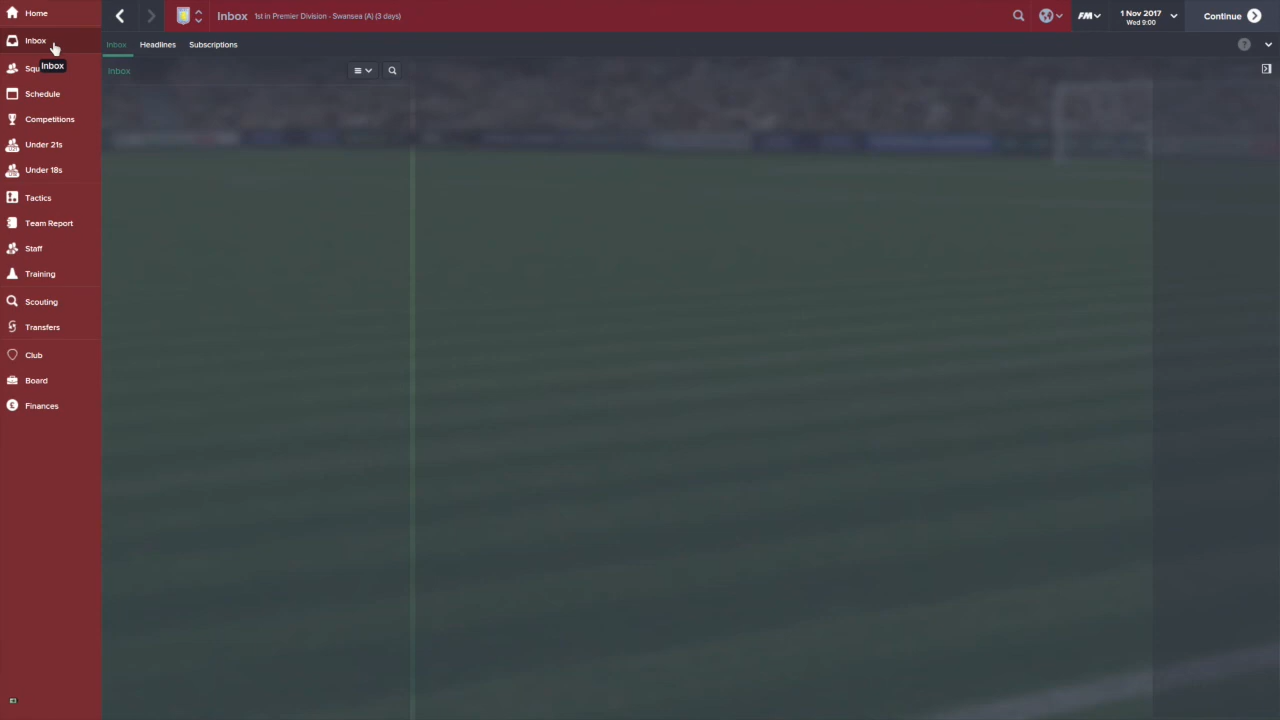 Home
Inbox 1st in Premier Division - Swansea (A) (3 days)
FM
1 Nov 2017
Wed 9:00
Continue
Inbox
Inbox
Squ
Inbox Headlines Subscriptions
Inbox
Schedule
Competitions
Under 21s
Under 18s
Tactics
Team Report
Staff
Training
Scouting
Transfers
Club
Board
Finances